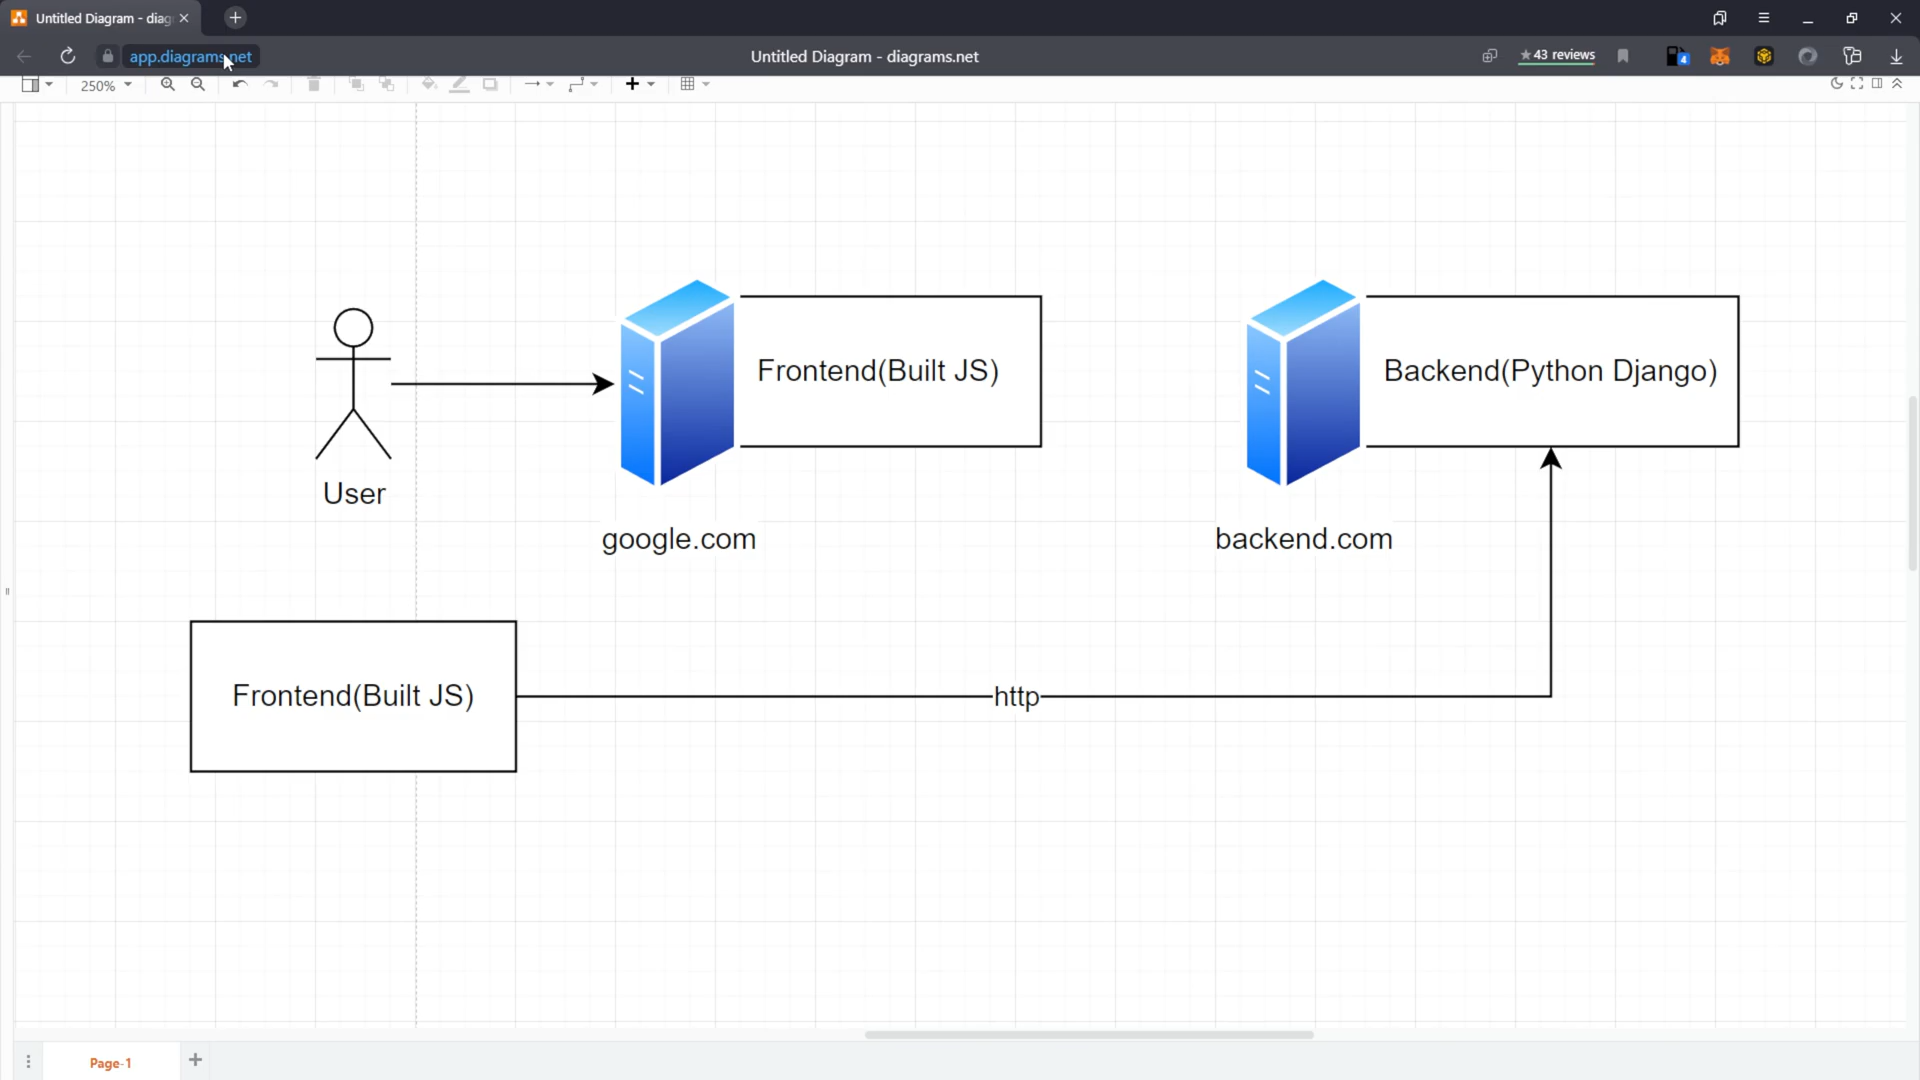 Untitled Diagram - diag
app.diagrams.net
Untitled Diagram - diagrams.net
43 reviews
4
250%
Frontend(Built JS)
Backend(Python Django)
User
google.com
backend.com
Frontend(Built JS)
http
Page-1